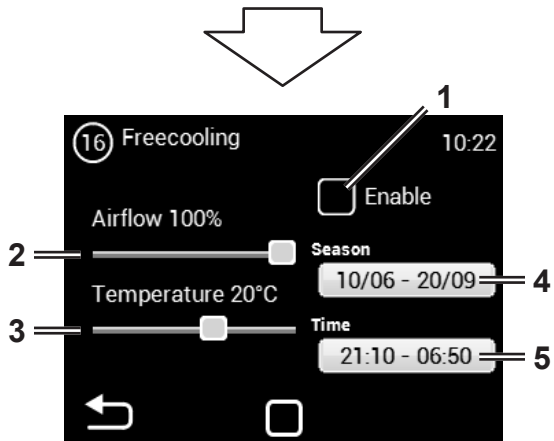 1
16 Freecooling 10:22
Enable
Airflow 100%
2
Season
10/06 - 20/09
4
Temperature 20°C
3
Time
21:10 - 06:50
5